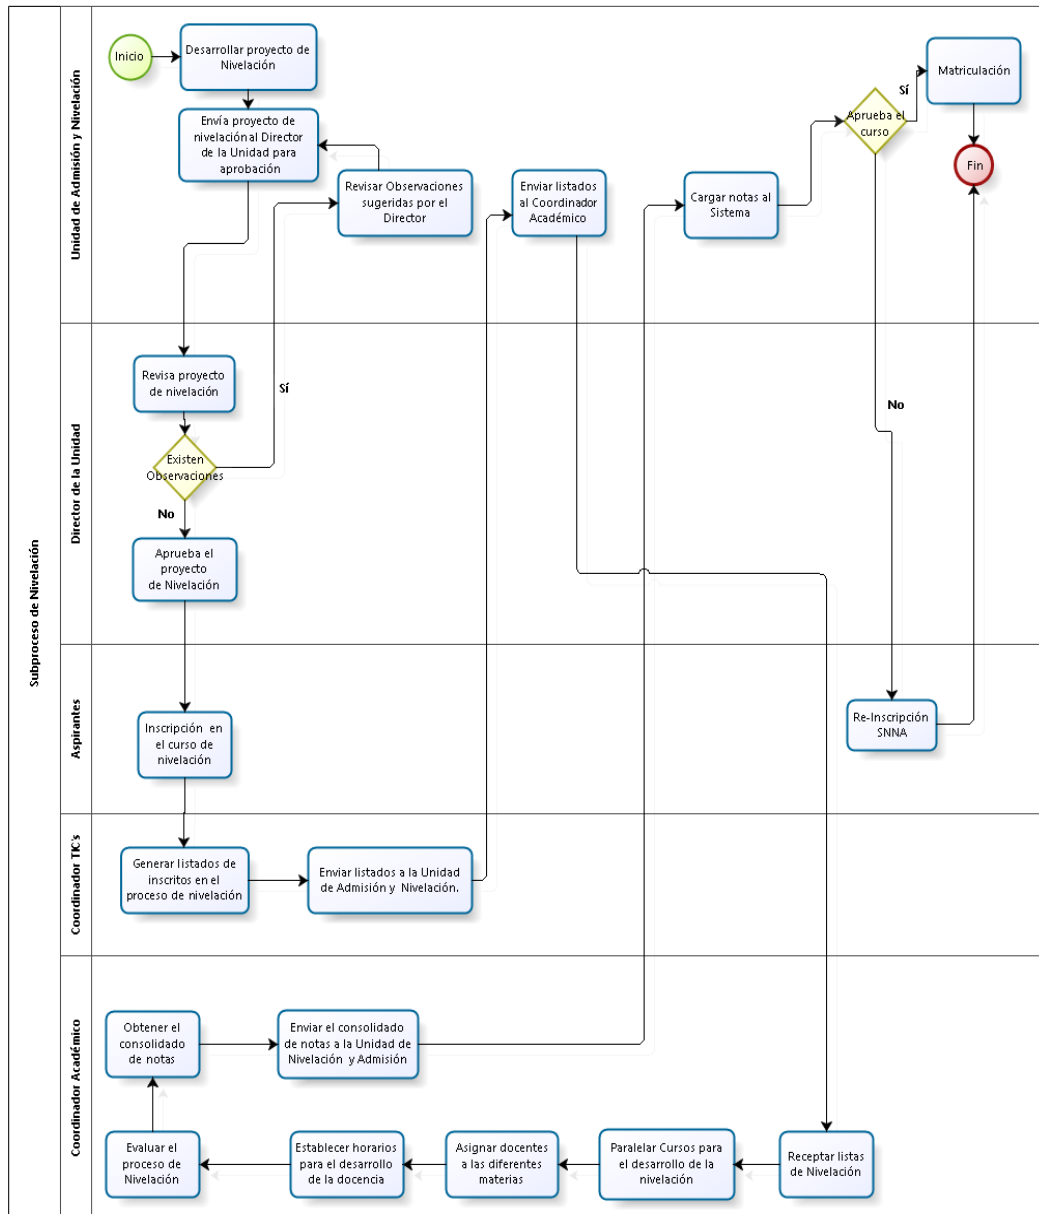 Subproceso de Nivelación
Unidad de Admisión y Nivelación
Inicio
Desarrollar proyecto de
Nivelación
Envía proyecto de
nivelaciónal Director
de la Unidad para
aprobación
Revisar Observaciones
sugeridas por el
Director
Enviar listados
al Coordinador
Académico
Cargar notas al
Sistema
Aprueba el
curso
Sí
Matriculación
Fin
Director de la Unidad
Revisa proyecto
de nivelación
Sí
Existen
Observaciones
No
Aprueba el
proyecto
de Nivelación
No
Aspirantes
Inscripción en
el curso de
nivelación
Re-Inscripción
SNNA
Coordinador TIC's
Generar listados de
inscritos en el
proceso de nivelación
Enviar listados a la Unidad
de Admisión y Nivelación.
Coordinador Académico
Obtener el
consolidado
de notas
Enviar el consolidado
de notas a la Unidad de
Nivelación y Admisión
Evaluar el
proceso de
Nivelación
Establecer horarios
para el desarrollo
de la docencia
Asignar docentes
a las diferentes
materias
Paralelar Cursos para
el desarrollo de la
nivelación
Receptar listas
de Nivelación